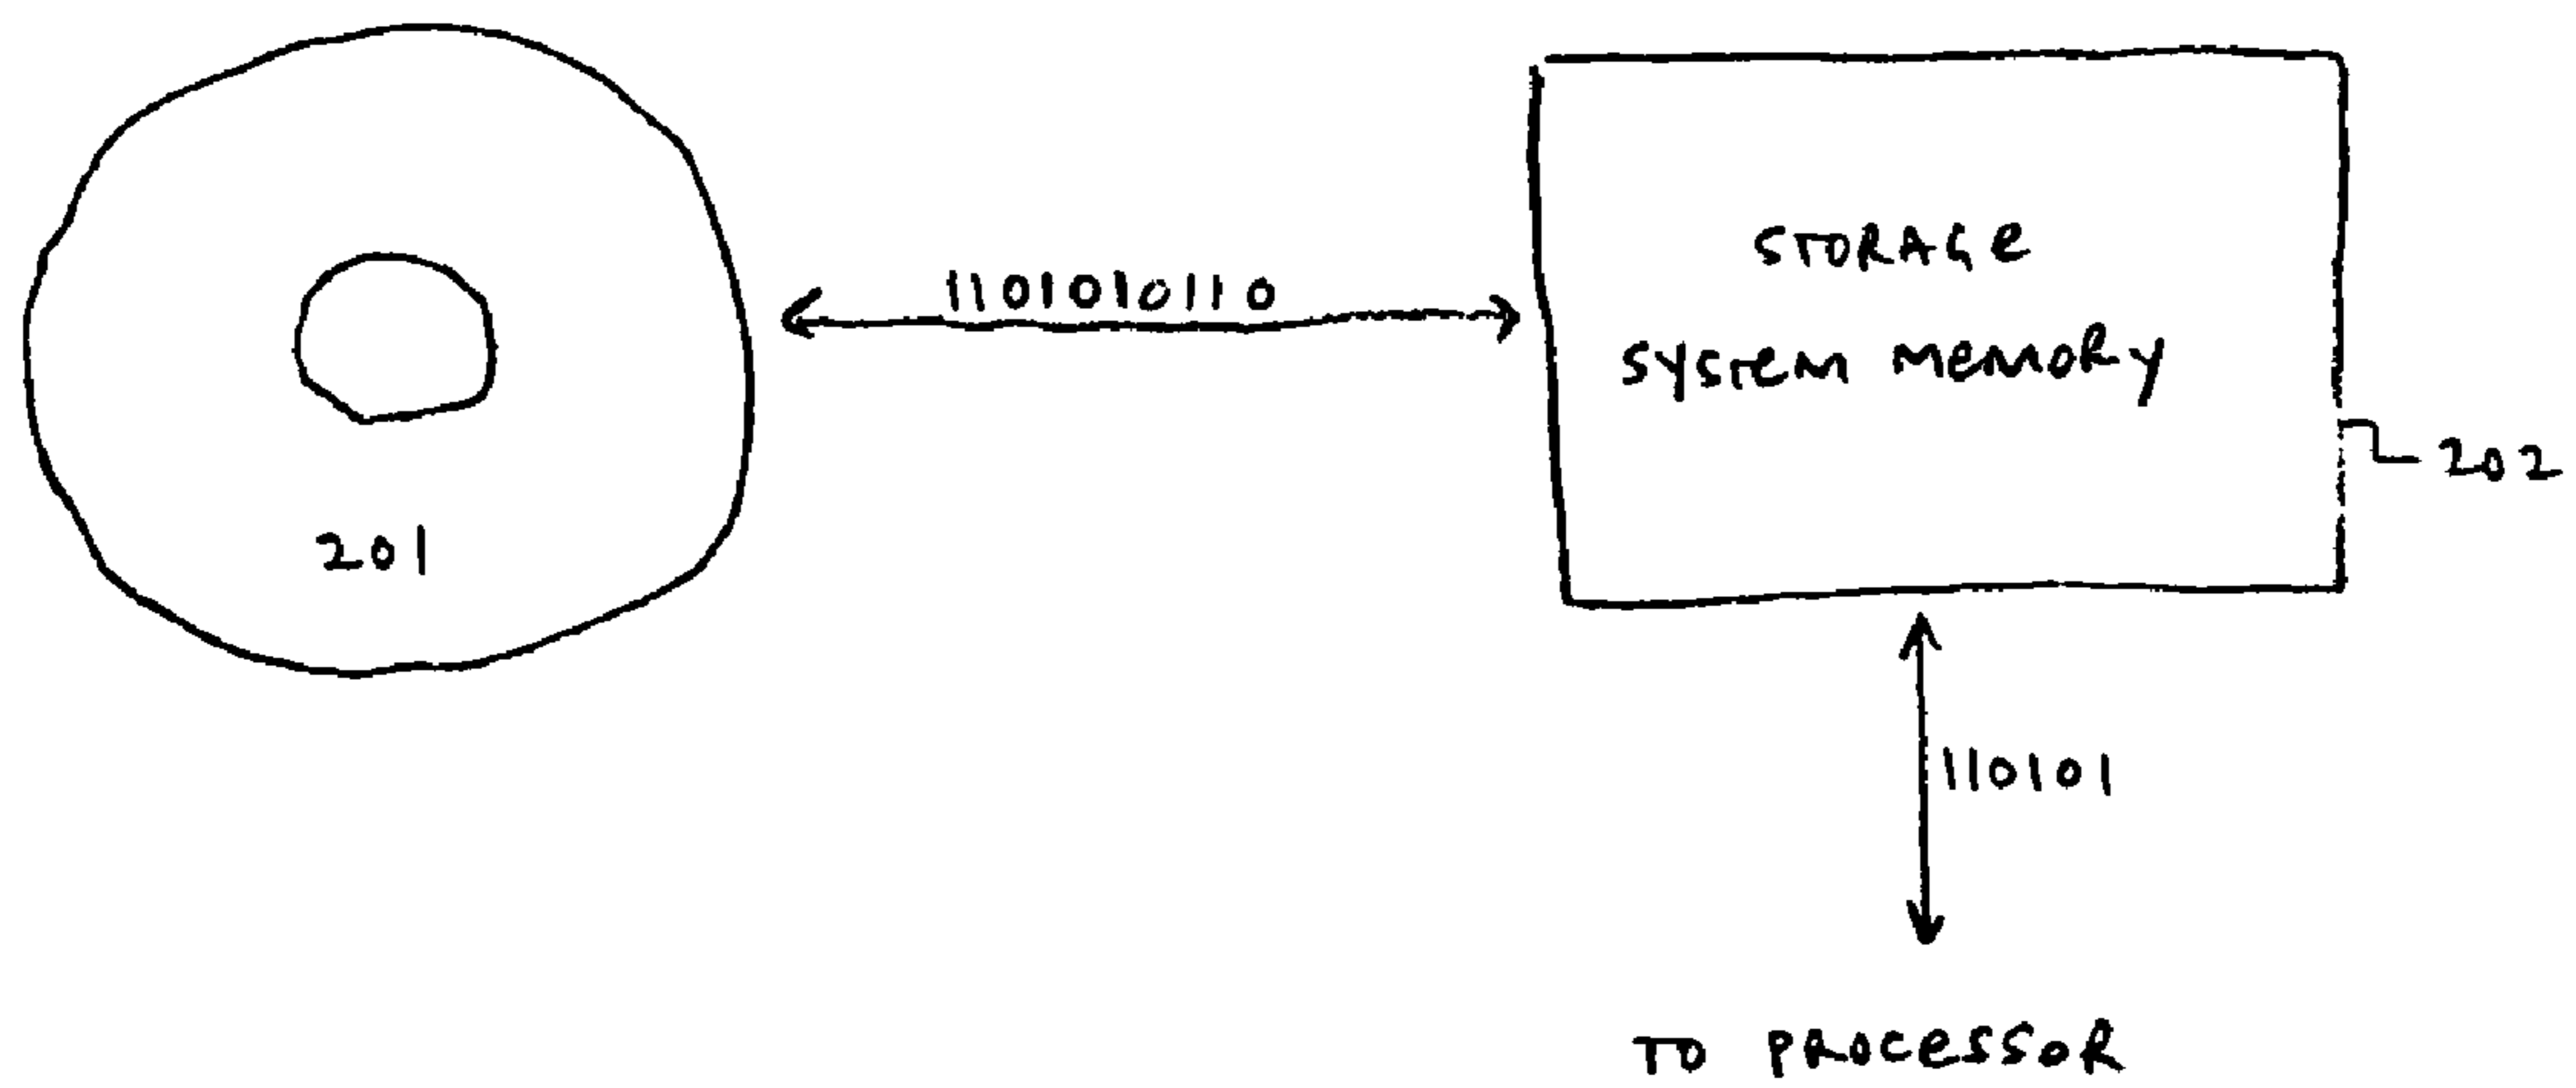 1101010110
STORAGE
SYSTEM MEMORY
202
201
110101
TO PROCESSOR